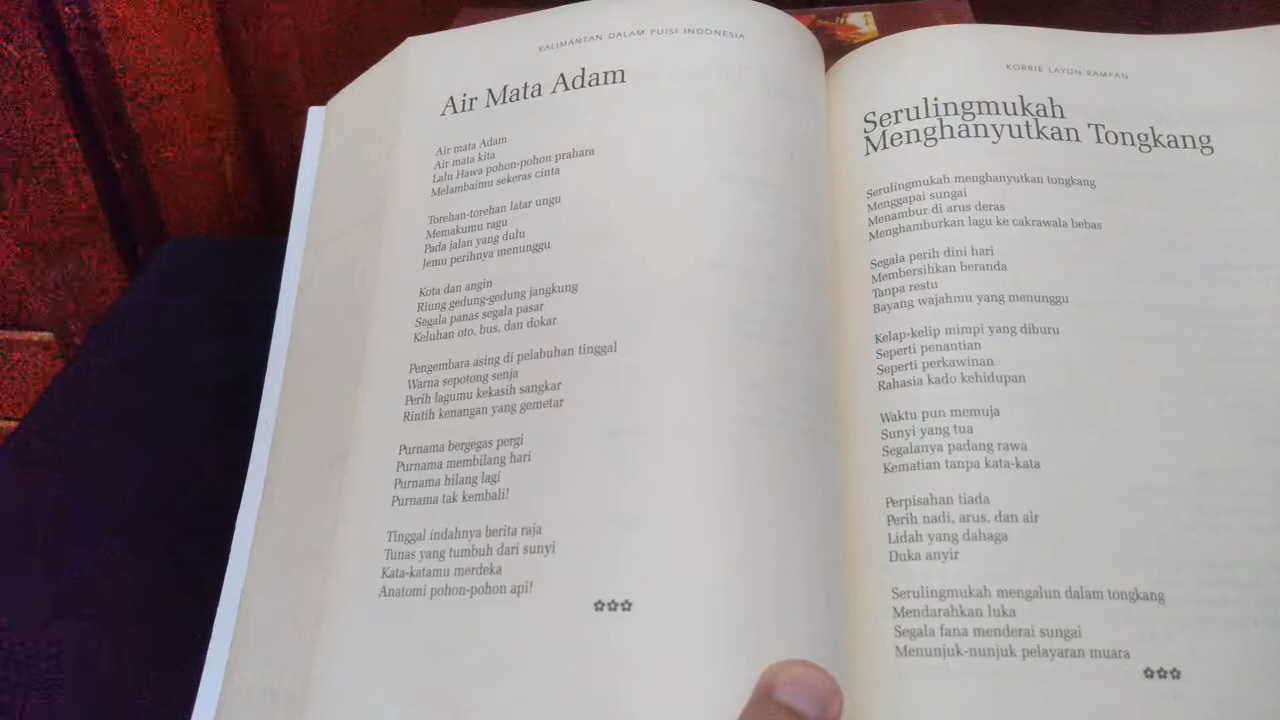 KALIMANTAN DALAM PUISI INDONESIA
Air Mata Adam
Air mata Adam
Air mata kita
Lalu Hawa pohon-pohon prahara
Melambaimu sekeras cinta
Torehan-torehan latar ungu
Memakumu ragu
Pada jalan yang dulu
Jemu perihnya menunggu
Kota dan angin
Riung gedung-gedung jangkung
Segala panas segala pasar
Keluhan oto, bus, dan dokar
Pengembara asing di pelabuhan tinggal
Warna sepotong senja
Perih lagumu kekasih sangkar
Rintih kenangan yang gemetar
Purnama bergegas pergi
Purnama membilang hari
Purnama hilang lagi
Purnama tak kembali!
Tinggal indahnya berita raja
Tunas yang tumbuh dari sunyi
Kata-katamu merdeka
Anatomi pohon-pohon api!
KORRIE LAYUN RAMPAN
Serulingmukah
Menghanyutkan Tongkang
Serulingmukah menghanyutkan tongkang
Menggapai sungai
Menambur di arus deras
Menghamburkan lagu ke cakrawala bebas
Segala perih dini hari
Membersihkan beranda
Tanpa restu
Bayang wajahmu yang menunggu
Kelap-kelip mimpi yang diburu
Seperti penantian
Seperti perkawinan
Rahasia kado kehidupan
Waktu pun memuja
Sunyi yang tua
Segalanya padang rawa
Kematian tanpa kata-kata
Perpisahan tiada
Perih nadi, arus, dan air
Lidah yang dahaga
Duka anyir
Serulingmukah mengalun dalam tongkang
Mendarahkan luka
Segala fana menderai sungai
Menunjuk-nunjuk pelayaran muara